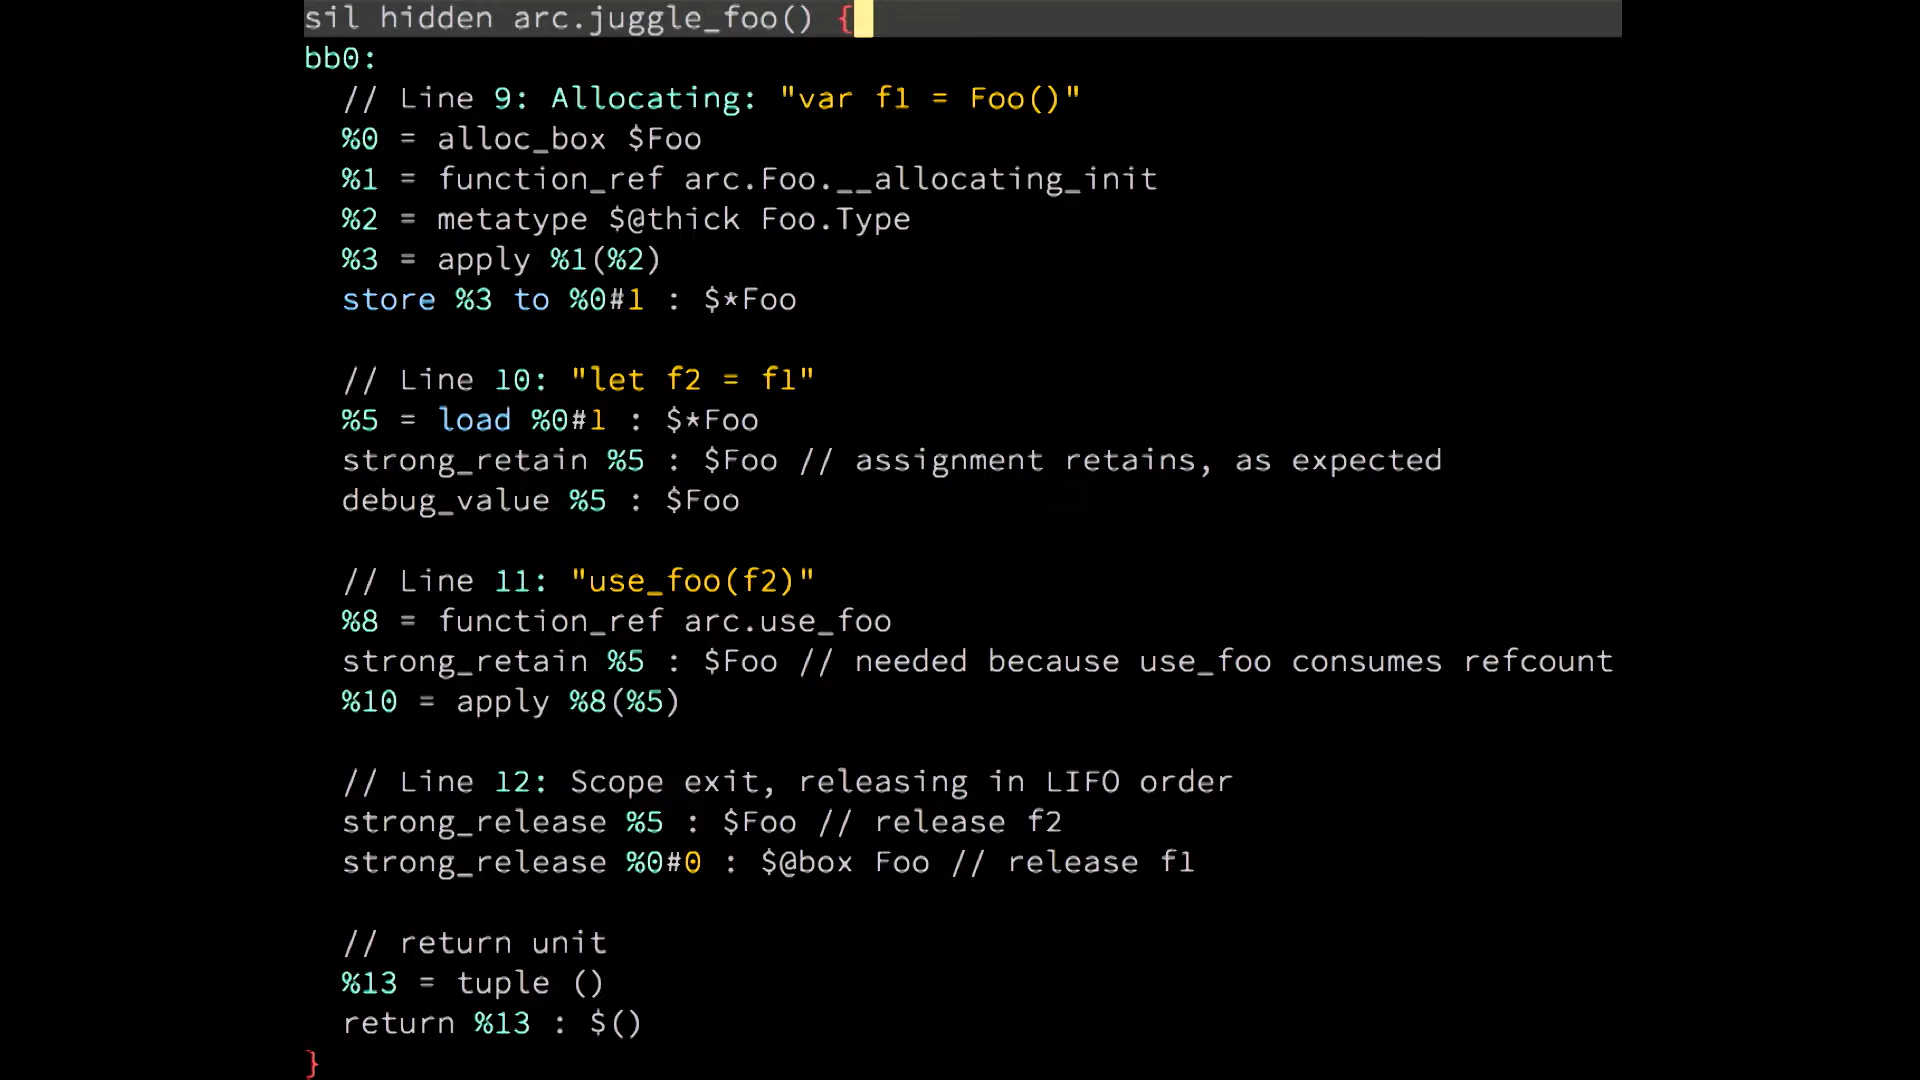 sil hidden arc.juggle_foo() {
bb0:
// Line 9: Allocating: "var f1 = Foo()"
%0 = alloc_box $Foo
%1 = function_ref arc.Foo.__allocating_init
%2 = metatype $@thick Foo.Type
%3 = apply %1(%2)
store %3 to %0#1 : $*Foo
// Line 10: "let f2 = f1"
%5 = load %0#1 : $*Foo
strong_retain %5 : $Foo // assignment retains, as expected
debug_value %5 : $Foo
// Line 11: "use_foo(f2)"
%8 = function_ref arc.use_foo
strong_retain %5 : $Foo // needed because use_foo consumes refcount
%10 = apply %8(%5)
// Line 12: Scope exit, releasing in LIFO order
strong_release %5 : $Foo // release f2
strong_release %0#0 : $@box Foo // release f1
// return unit
%13 = tuple ()
return %13 : $()
}